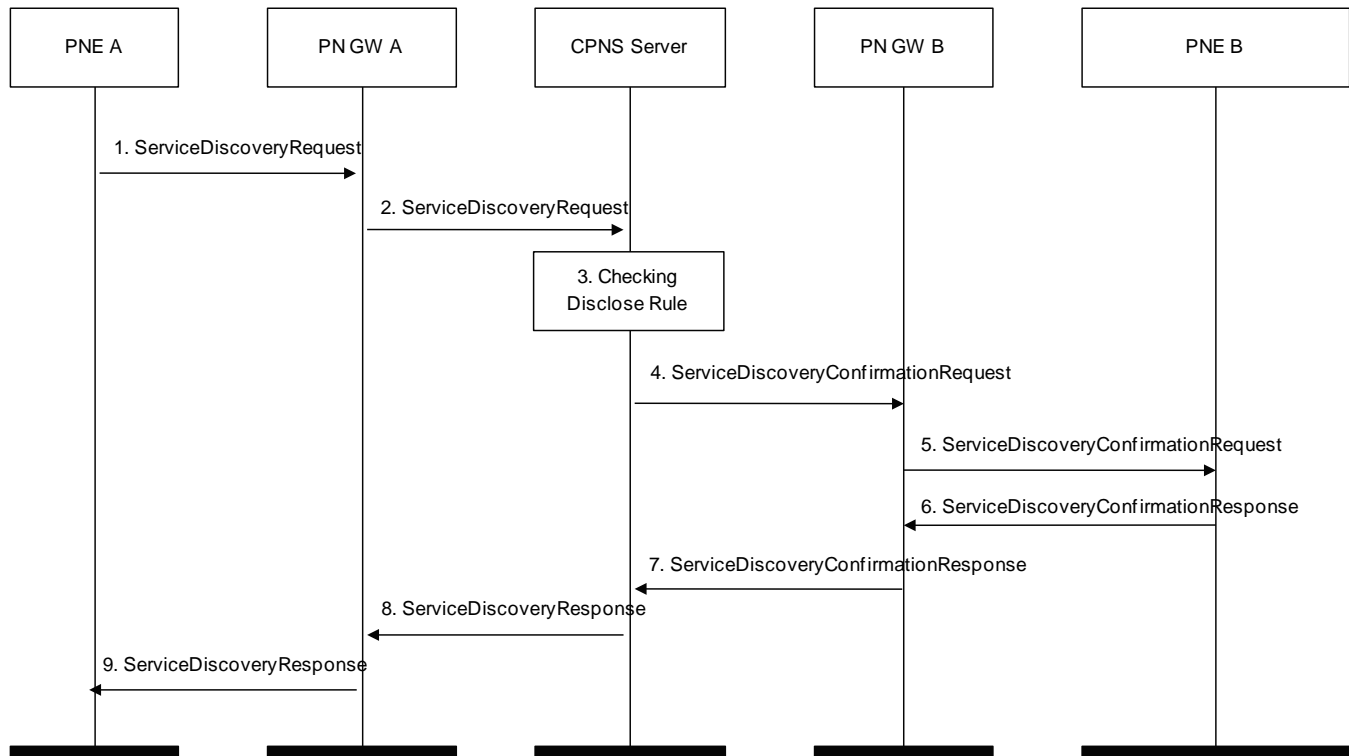 PNE A
PN GW A
CPNS Server
PN GW B
PNE B
1. ServiceDiscoveryRequest
2. ServiceDiscoveryRequest
3. Checking
Disclose Rule
4. ServiceDiscoveryConfirmationRequest
5. ServiceDiscoveryConfirmationRequest
6. ServiceDiscoveryConfirmationResponse
7. ServiceDiscoveryConfirmationResponse
8. ServiceDiscoveryResponse
9. ServiceDiscoveryResponse